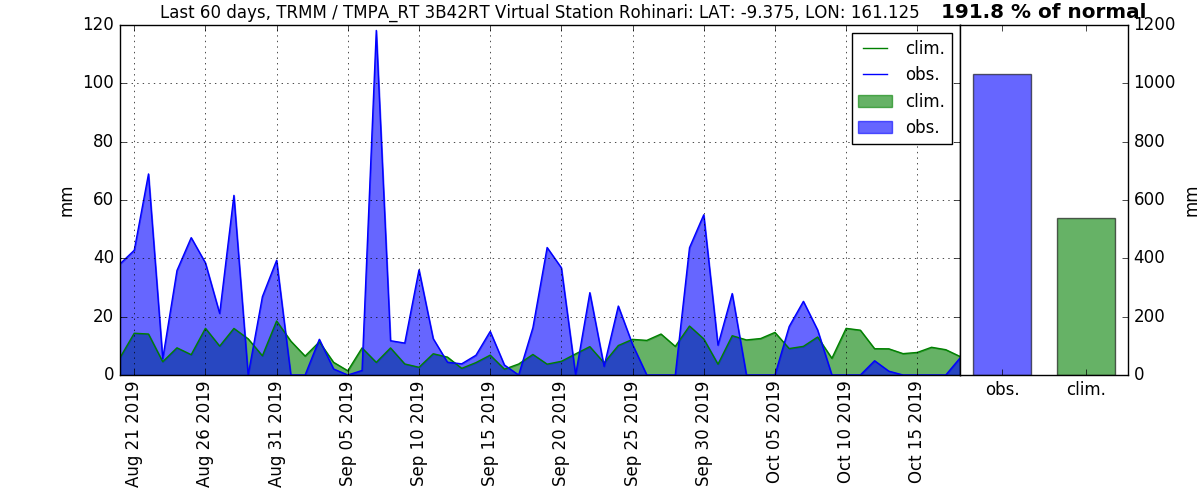 Last 60 days, TRMM / TMPA_RT 3B42RT Virtual Station Rohinari: LAT: -9.375, LON: 161.125
191.8 % of normal
120
100
80
60
40
20
0
mm
clim.
obs.
clim.
obs.
Aug 21 2019
Aug 26 2019
Aug 31 2019
Sep 05 2019
Sep 10 2019
Sep 15 2019
Sep 20 2019
Sep 25 2019
Sep 30 2019
Oct 05 2019
Oct 10 2019
Oct 15 2019
1200
1000
800
600
400
200
0
mm
obs.
clim.